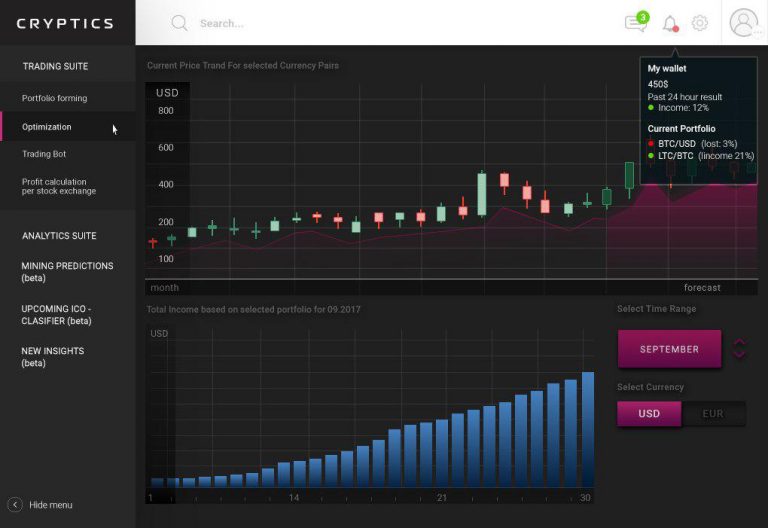 CRYPTICS
Search...
3
TRADING SUITE
Portfolio forming
Optimization
Trading Bot
Profit calculation
per stock exchange
ANALYTICS SUITE
MINING PREDICTIONS
(beta)
UPCOMING ICO -
CLASIFIER (beta)
NEW INSIGHTS
(beta)
Hide menu
Current Price Trand For selected Currency Pairs
USD
800
600
400
200
100
month
forecast
My wallet
450$
Past 24 hour result
Income: 12%
Current Portfolio
BTC/USD (lost: 3%)
LTC/BTC (Iincome 21%)
Total Income based on selected portfolio for 09.2017
USD
1
14
21
30
Select Time Range
SEPTEMBER
Select Currency
USD
EUR